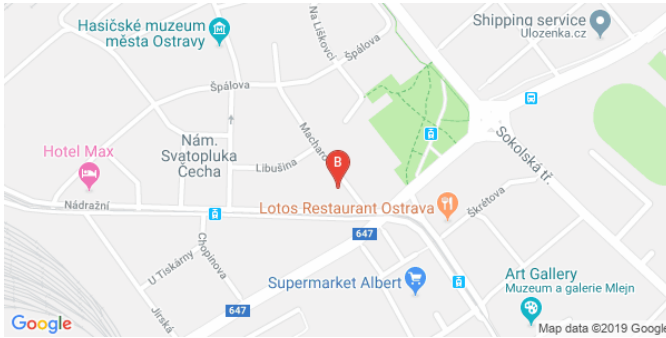 Hasičské muzeum
města Ostravy
Na Liškovci
Shipping service
Ulozenka.cz
Špálova
Špálova
Macharo
B
Nám.
Svatopluka
Čecha
Libušina
Hotel Max
Sokolská tř.
Nádražní
Lotos Restaurant Ostrava
Škrétova
647
U Tiskárny
Chopinova
Supermarket Albert
647
Art Gallery
Muzeum a galerie Mlejn
Jirská
Google
Map data ©2019 Google